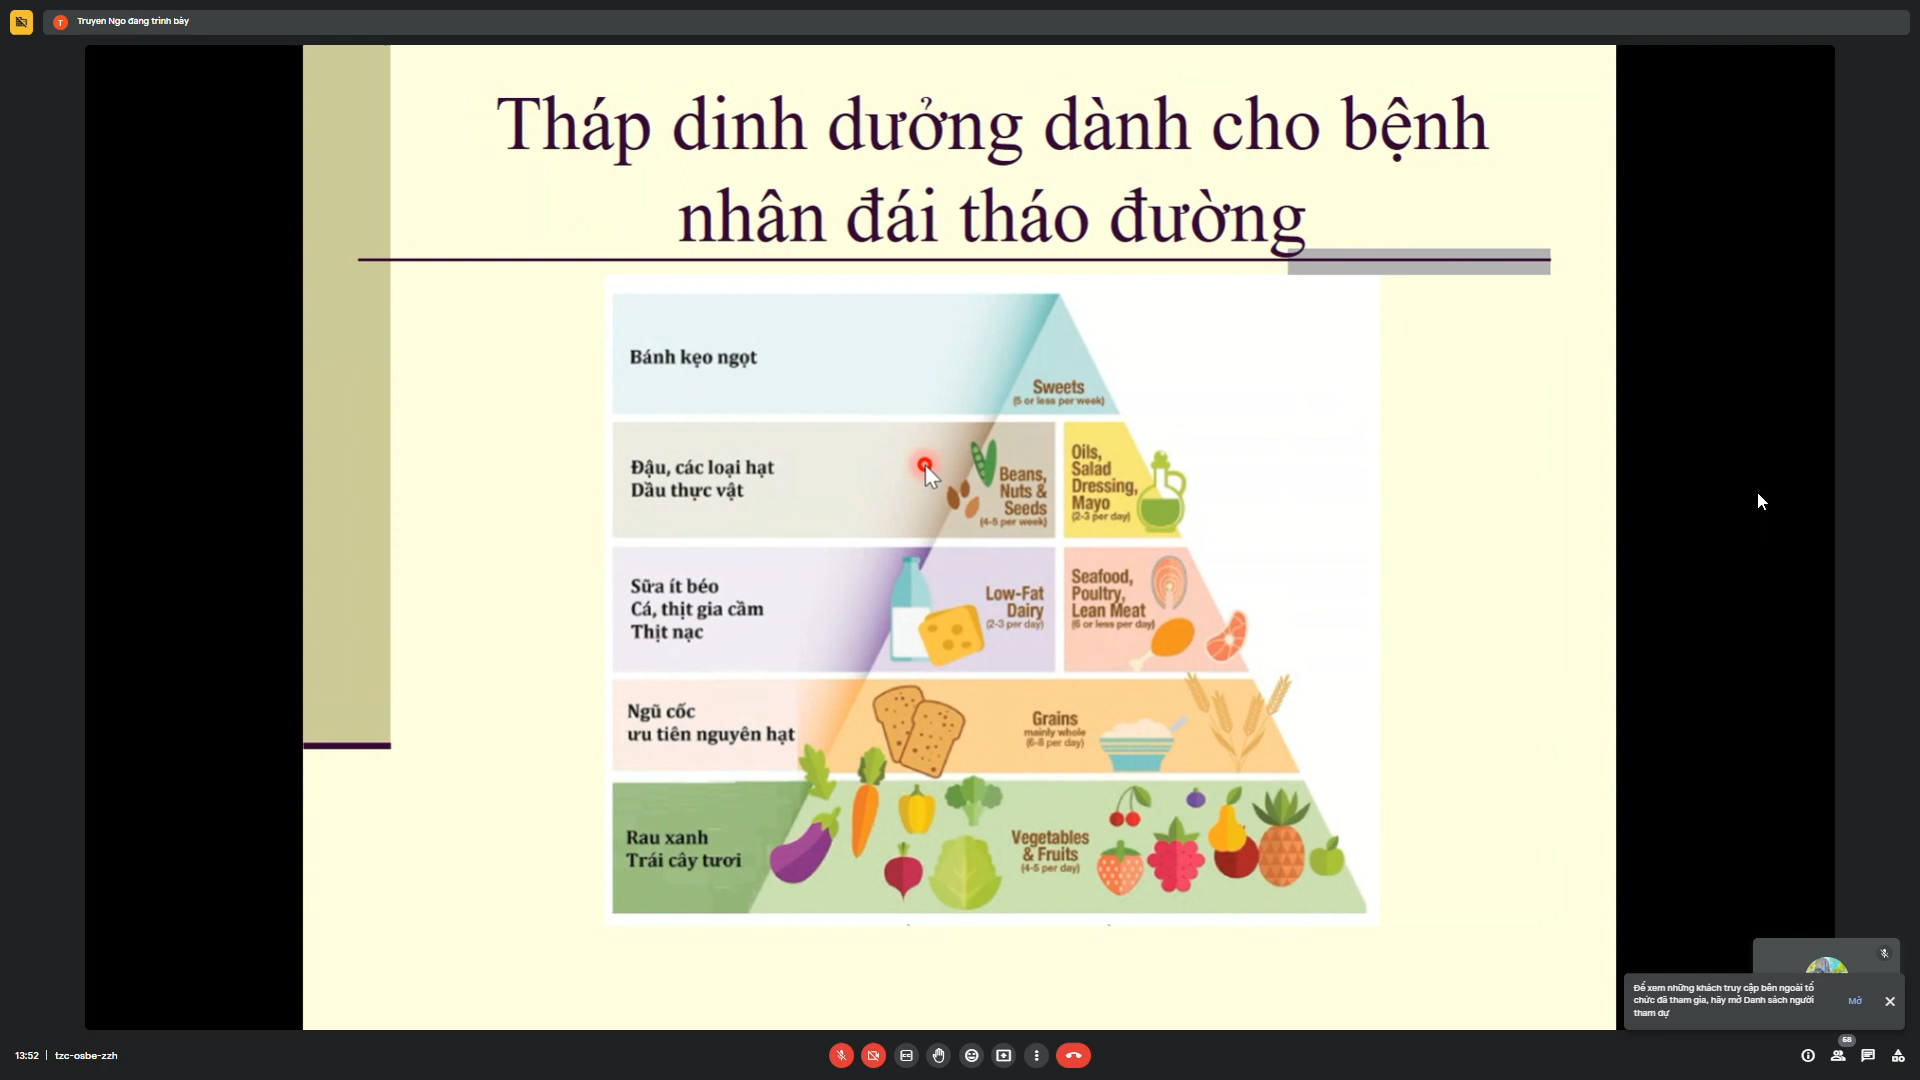 Truyen Ngo đang trình bày
Tháp dinh dưởng dành cho bệnh
nhân đái tháo đường
Bánh kẹo ngọt
Sweets
(5 or less per week)
Đậu, các loại hạt
Dầu thực vật
Beans,
Nuts &
Seeds
(4-5 per week)
Oils,
Salad
Dressing,
Mayo
(2-3 per day)
Sữa ít béo
Cá, thịt gia cầm
Thịt nạc
Low-Fat
Dairy
(2-3 per day)
Seafood,
Poultry,
Lean Meat
(6 or less per day)
Ngũ cốc
ưu tiên nguyên hạt
Grains
mainly whole
(6-8 per day)
Rau xanh
Trái cây tươi
Vegetables
& Fruits
(4-5 per day)
Để xem những khách truy cập bên ngoài tổ
chức đã tham gia, hãy mở Danh sách người
tham dự
Mở
13:52 | tzc-osbe-zzh
68